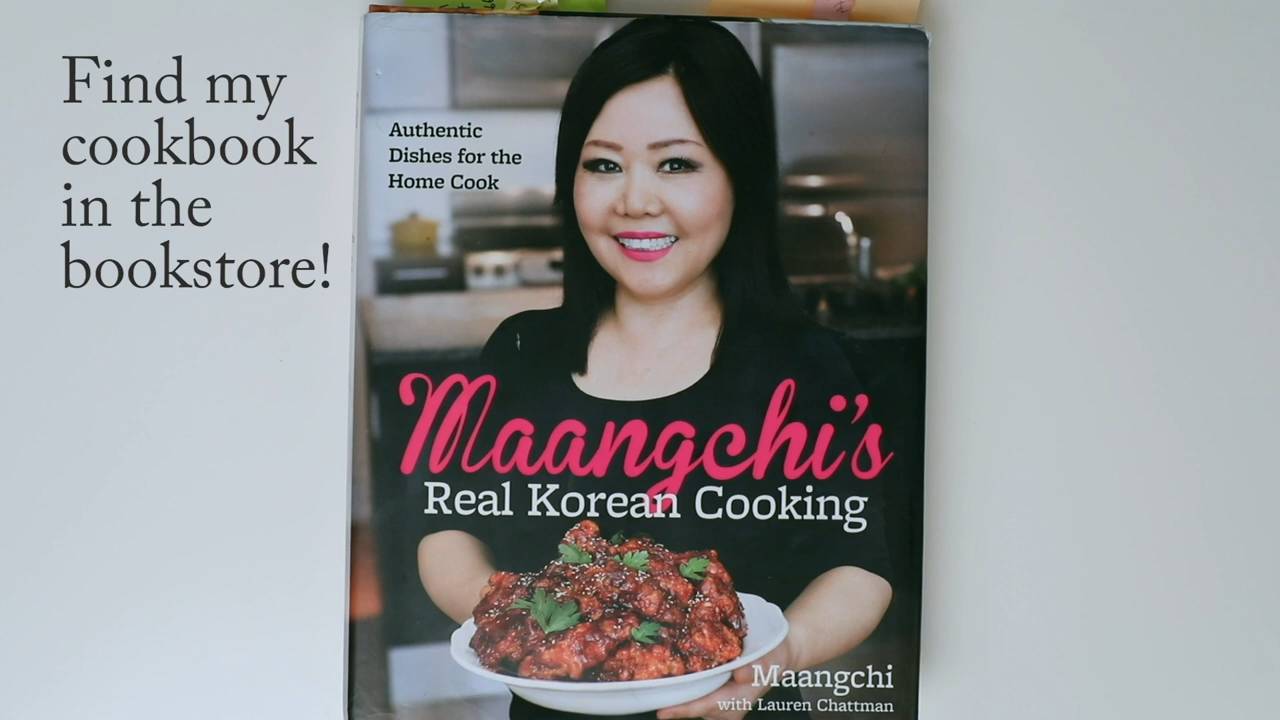 Find my
cookbook
in the
bookstore!
Authentic
Dishes for the
Home Cook
Maangchi's
Real Korean Cooking
Maangchi
with Lauren Chattman